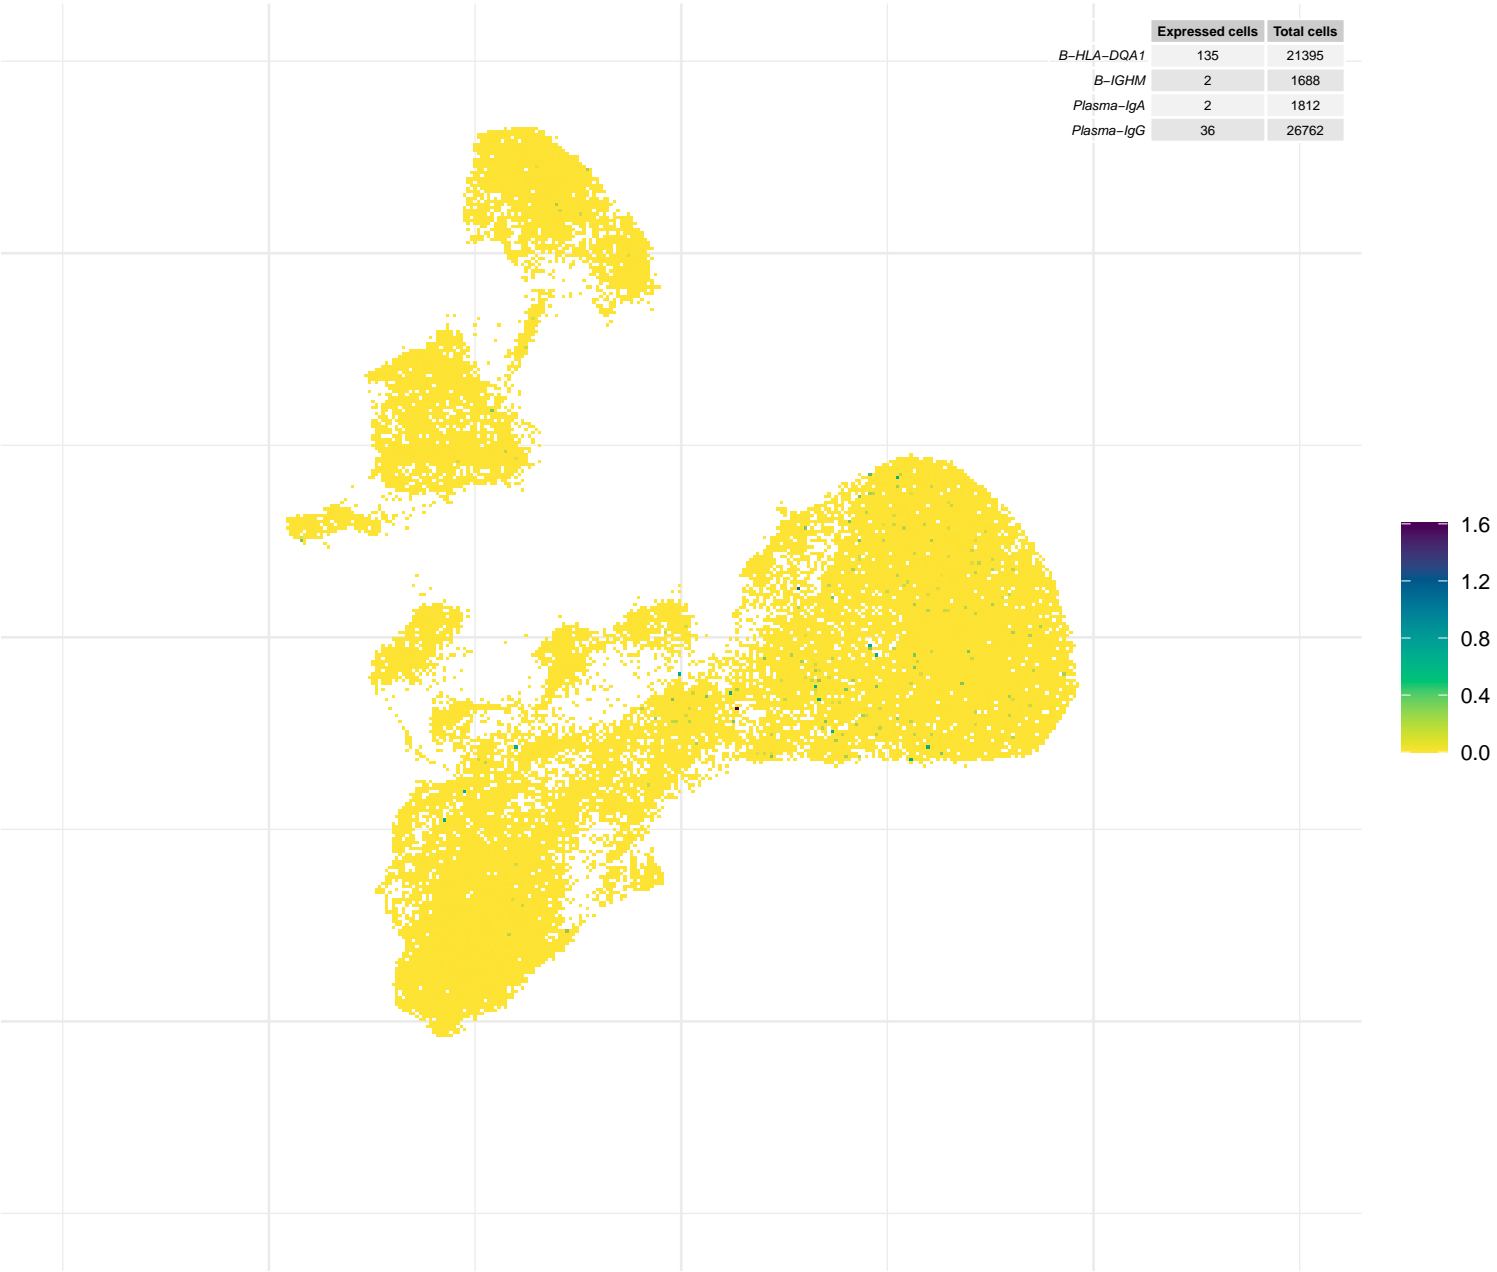 Expressed cells Total cells
B−HLA−DQA1 135 21395
B−IGHM 2 1688
Plasma−IgA 2 1812
Plasma−IgG 36 26762
1.6
1.2
0.8
0.4
0.0